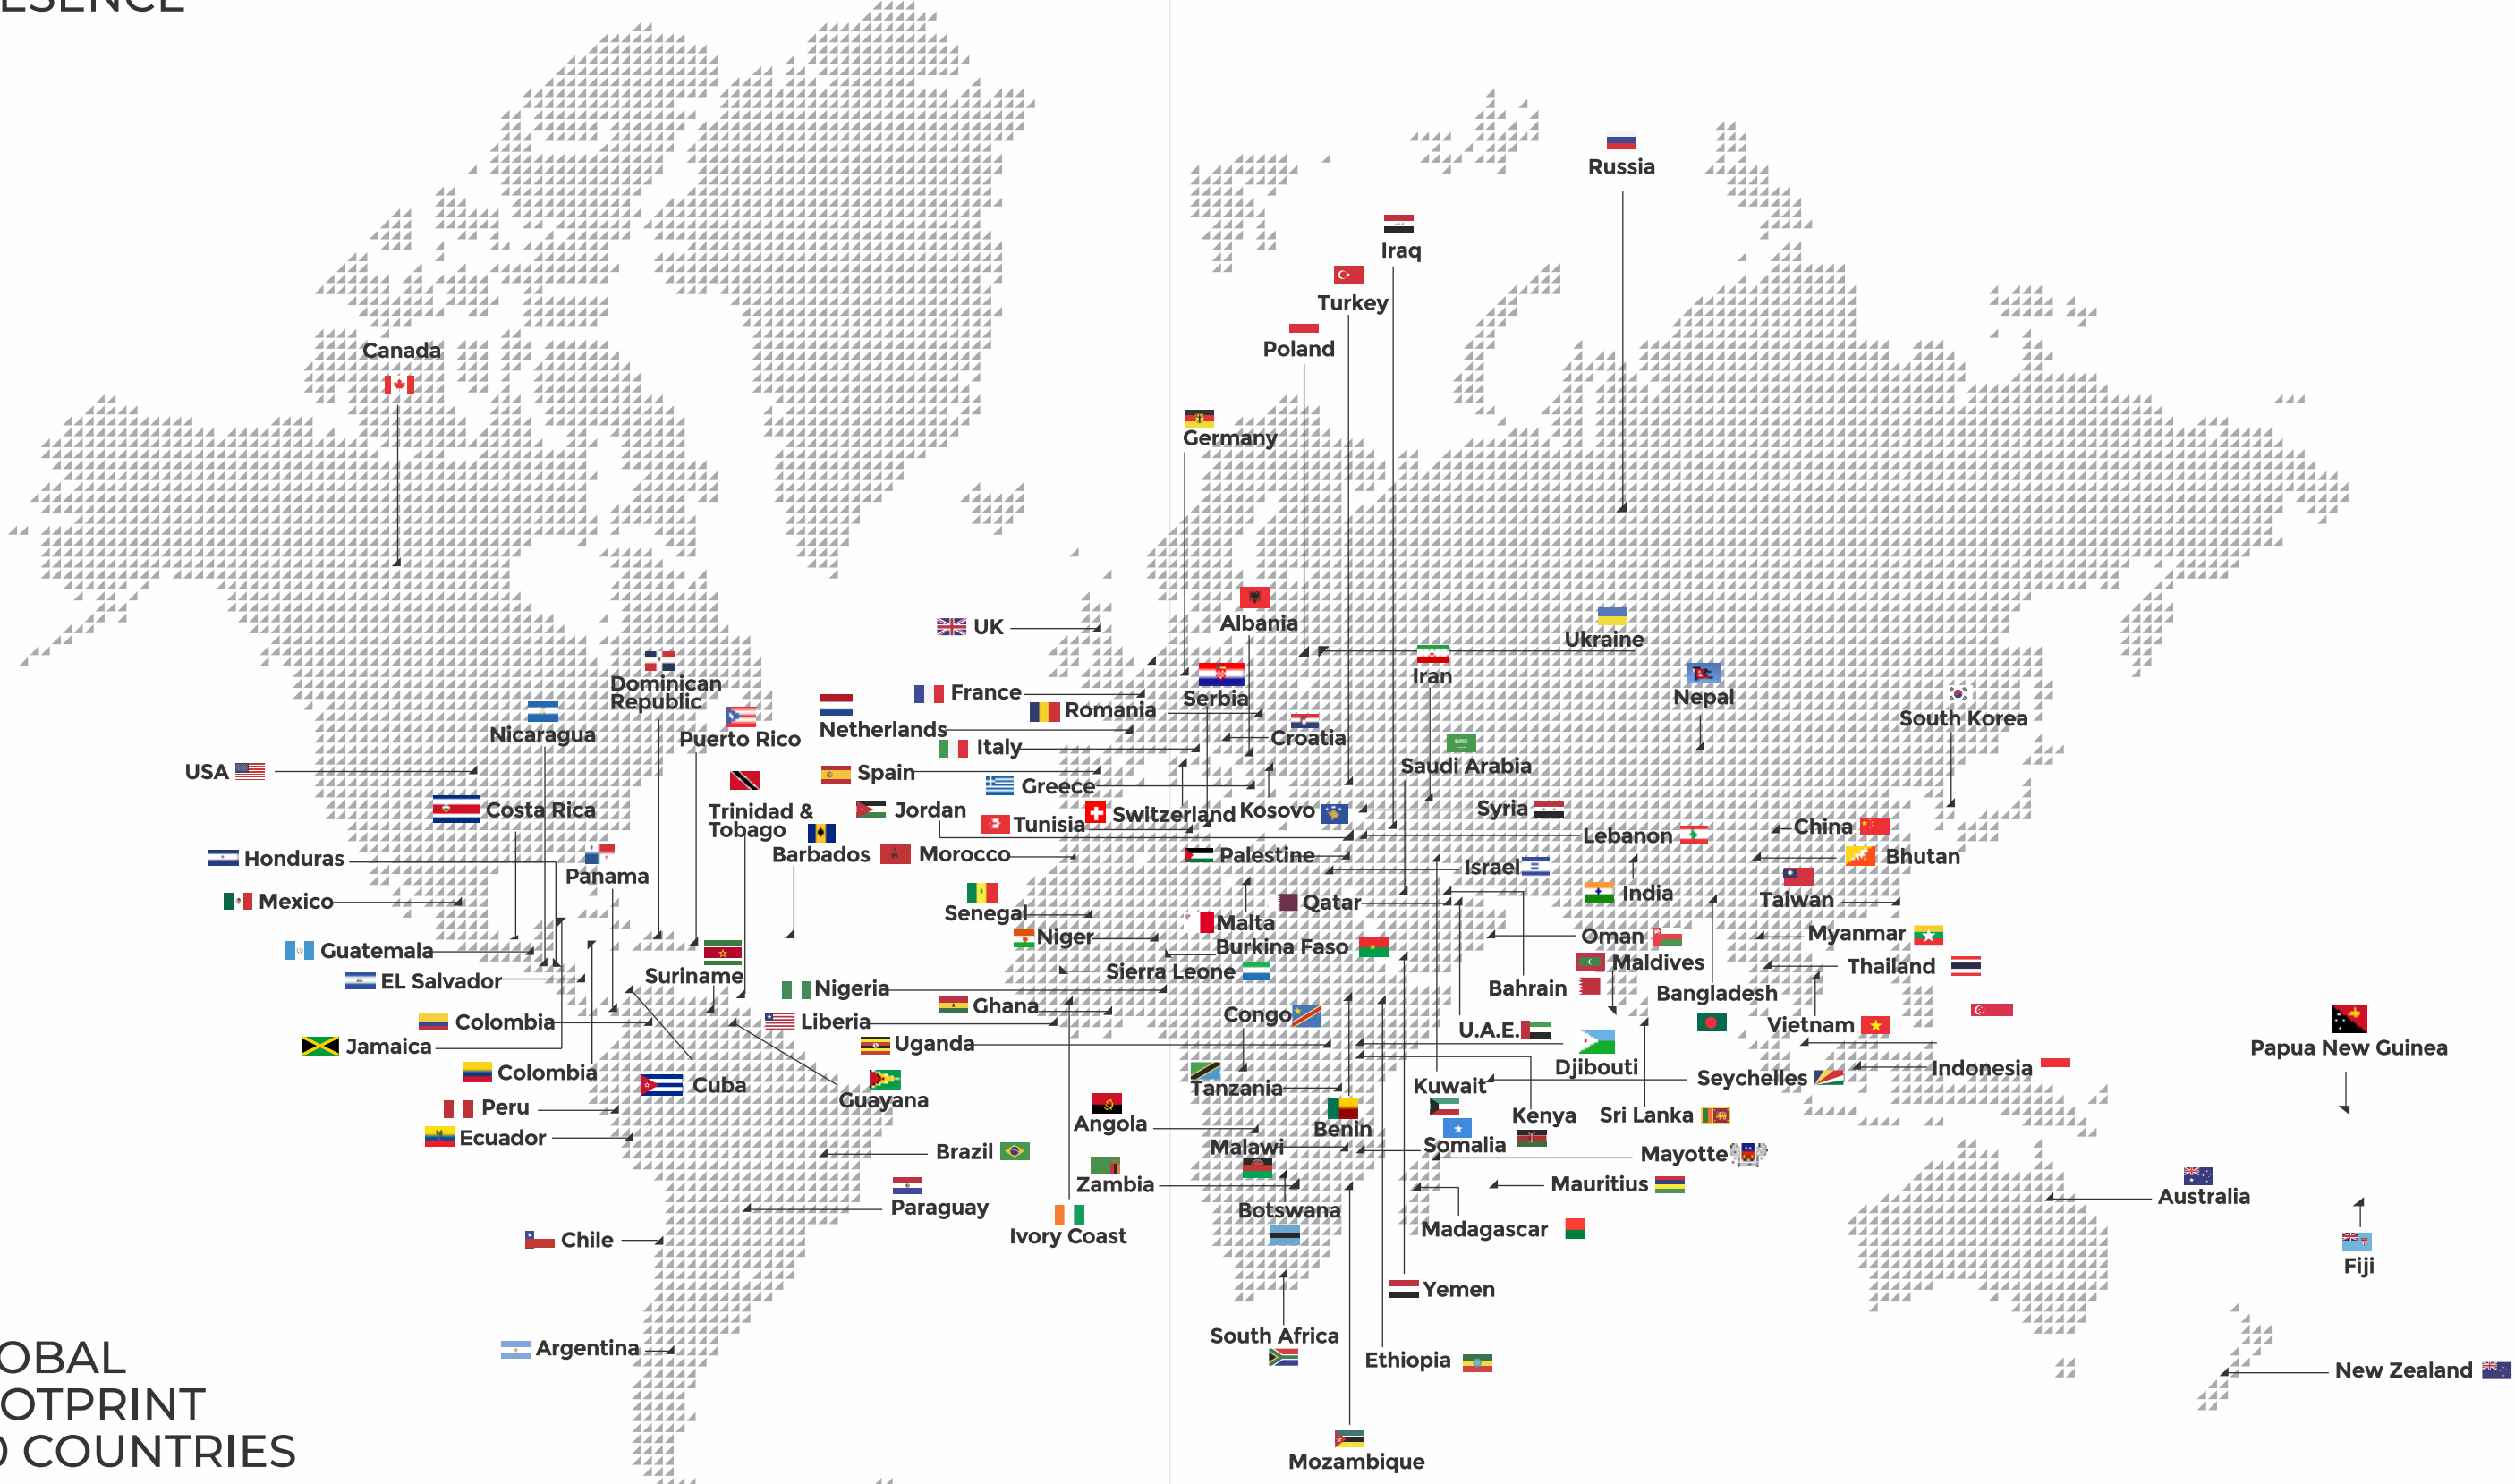 ESENCE
Russia
Iraq
Turkey
Poland
Canada
Germany
UK
Albania
Ukraine
Dominican
Republic
France
Serbia
Iran
Nepal
Romania
Nicaragua
Puerto Rico
Netherlands
Croatia
South Korea
Italy
USA
Spain
Saudi Arabia
Greece
Costa Rica
Trinidad &
Tobago
Jordan
Tunisia
Switzerland
Kosovo
Syria
Lebanon
China
Honduras
Barbados
Morocco
Palestine
Israel
Bhutan
Panama
Mexico
Senegal
Qatar
India
Taiwan
Malta
Niger
Burkina Faso
Oman
Myanmar
Guatemala
EL Salvador
Suriname
Sierra Leone
Maldives
Thailand
Nigeria
Bahrain
Bangladesh
Ghana
Colombia
Liberia
Congo
U.A.E.
Vietnam
Jamaica
Uganda
Papua New Guinea
Colombia
Cuba
Guayana
Tanzania
Kuwait
Djibouti
Seychelles
Indonesia
Peru
Angola
Benin
Kenya
Sri Lanka
Ecuador
Brazil
Malawi
Somalia
Mayotte
Zambia
Mauritius
Australia
Paraguay
Botswana
Chile
Ivory Coast
Madagascar
Fiji
Yemen
South Africa
Argentina
Ethiopia
New Zealand
OBAL
OTPRINT
COUNTRIES
Mozambique